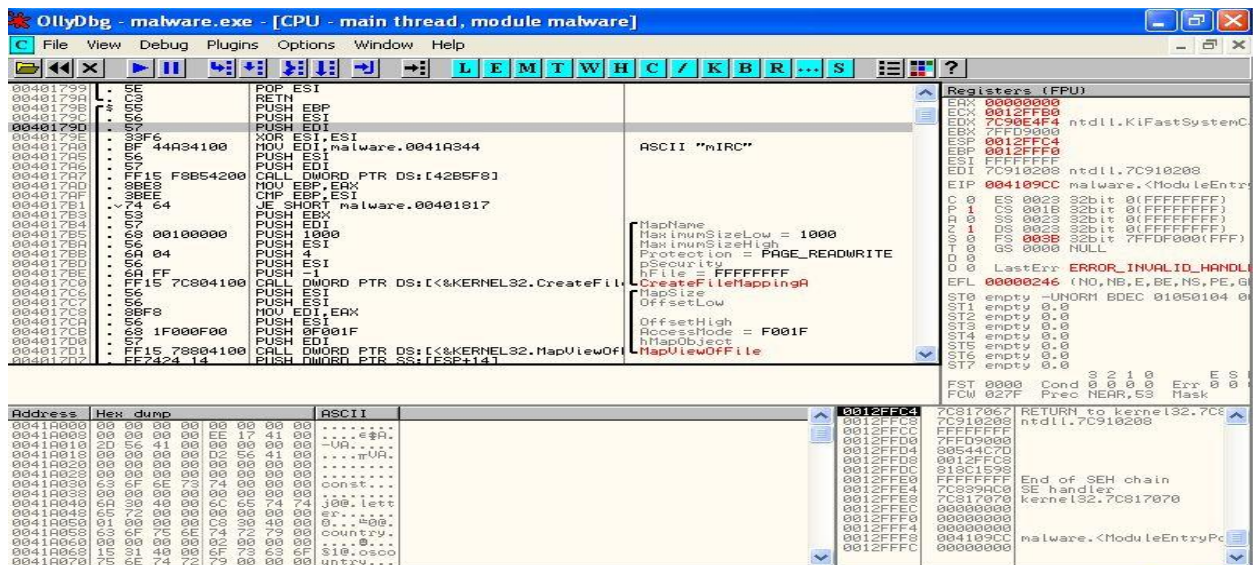 OllyDbg - malware.exe - [CPU - main thread, module malware]
C File View Debug Plugins Options Window Help
L E M T W H C / K B R ... S ?
00401799 . 5E POP ESI
0040179A . C3 RETN
0040179B $ 55 PUSH EBP
0040179C . 56 PUSH ESI
0040179D . 57 PUSH EDI
0040179E . 33F6 XOR ESI,ESI
004017A0 . BF 44A34100 MOV EDI,malware.0041A344 ASCII "mIRC"
004017A5 . 56 PUSH ESI
004017A6 . 57 PUSH EDI
004017A7 . FF15 F8B54200 CALL DWORD PTR DS:[42B5F8]
004017AD . 8BE8 MOV EBP,EAX
004017AF . 3BEE CMP EBP,ESI
004017B1 . 74 64 JE SHORT malware.00401817
004017B3 . 53 PUSH EBX
004017B4 . 57 PUSH EDI MapName
004017B5 . 68 00100000 PUSH 1000 MaximumSizeLow = 1000
004017BA . 56 PUSH ESI MaximumSizeHigh
004017BB . 6A 04 PUSH 4 Protection = PAGE_READWRITE
004017BD . 56 PUSH ESI pSecurity
004017BE . 6A FF PUSH -1 hFile = FFFFFFFF
004017C0 . FF15 7C804100 CALL DWORD PTR DS:[<&KERNEL32.CreateFil CreateFileMappingA
004017C6 . 56 PUSH ESI MapSize
004017C7 . 56 PUSH ESI OffsetLow
004017C8 . 8BF8 MOV EDI,EAX
004017CA . 56 PUSH ESI OffsetHigh
004017CB . 68 1F000F00 PUSH 0F001F AccessMode = F001F
004017D0 . 57 PUSH EDI hMapObject
004017D1 . FF15 78804100 CALL DWORD PTR DS:[<&KERNEL32.MapViewOf MapViewOfFile
004017D7 . FF7424 14 PUSH DWORD PTR SS:[ESP+14]
Registers (FPU)
EAX 00000000
ECX 0012FFB0
EDX 7C90E4F4 ntdll.KiFastSystemC
EBX 7FFD9000
ESP 0012FFC4
EBP 0012FFF0
ESI FFFFFFFF
EDI 7C910208 ntdll.7C910208
EIP 004109CC malware.<ModuleEntry
C 0 ES 0023 32bit 0(FFFFFFFF)
P 1 CS 001B 32bit 0(FFFFFFFF)
A 0 SS 0023 32bit 0(FFFFFFFF)
Z 1 DS 0023 32bit 0(FFFFFFFF)
S 0 FS 003B 32bit 7FFDF000(FFF)
T 0 GS 0000 NULL
D 0
O 0 LastErr ERROR_INVALID_HANDL
EFL 00000246 (NO,NB,E,BE,NS,PE,G
ST0 empty -UNORM BDEC 01050104 0
ST1 empty 0.0
ST2 empty 0.0
ST3 empty 0.0
ST4 empty 0.0
ST5 empty 0.0
ST6 empty 0.0
ST7 empty 0.0
3 2 1 0 E S
FST 0000 Cond 0 0 0 0 Err 0 0
FCW 027F Prec NEAR,53 Mask
Address Hex dump ASCII
0041A000 00 00 00 00 00 00 00 00 ........
0041A008 00 00 00 00 EE 17 41 00
0041A010 2D 56 41 00 00 00 00 00 -VA.....
0041A018 00 00 00 00 D2 56 41 00
0041A020 00 00 00 00 00 00 00 00 ........
0041A028 00 00 00 00 00 00 00 00 ........
0041A030 63 6F 6E 73 74 00 00 00 const...
0041A038 00 00 00 00 00 00 00 00 ........
0041A040 6A 30 40 00 6C 65 74 74 j0@.lett
0041A048 65 72 00 00 00 00 00 00 er......
0041A050 01 00 00 00 C8 30 40 00
0041A058 63 6F 75 6E 74 72 79 00 country.
0041A060 00 00 00 00 02 00 00 00
0041A068 15 31 40 00 6F 73 63 6F §1@.osco
0041A070 75 6E 74 72 79 00 00 00 untry...
0012FFC4 7C817067 RETURN to kernel32.7C8
0012FFC8 7C910208 ntdll.7C910208
0012FFCC FFFFFFFF
0012FFD0 7FFD9000
0012FFD4 80544C7D
0012FFD8 0012FFC8
0012FFDC 818C1598
0012FFE0 FFFFFFFF End of SEH chain
0012FFE4 7C839AC0 SE handler
0012FFE8 7C817070 kernel32.7C817070
0012FFEC 00000000
0012FFF0 00000000
0012FFF4 00000000
0012FFF8 004109CC malware.<ModuleEntryPo
0012FFFC 00000000